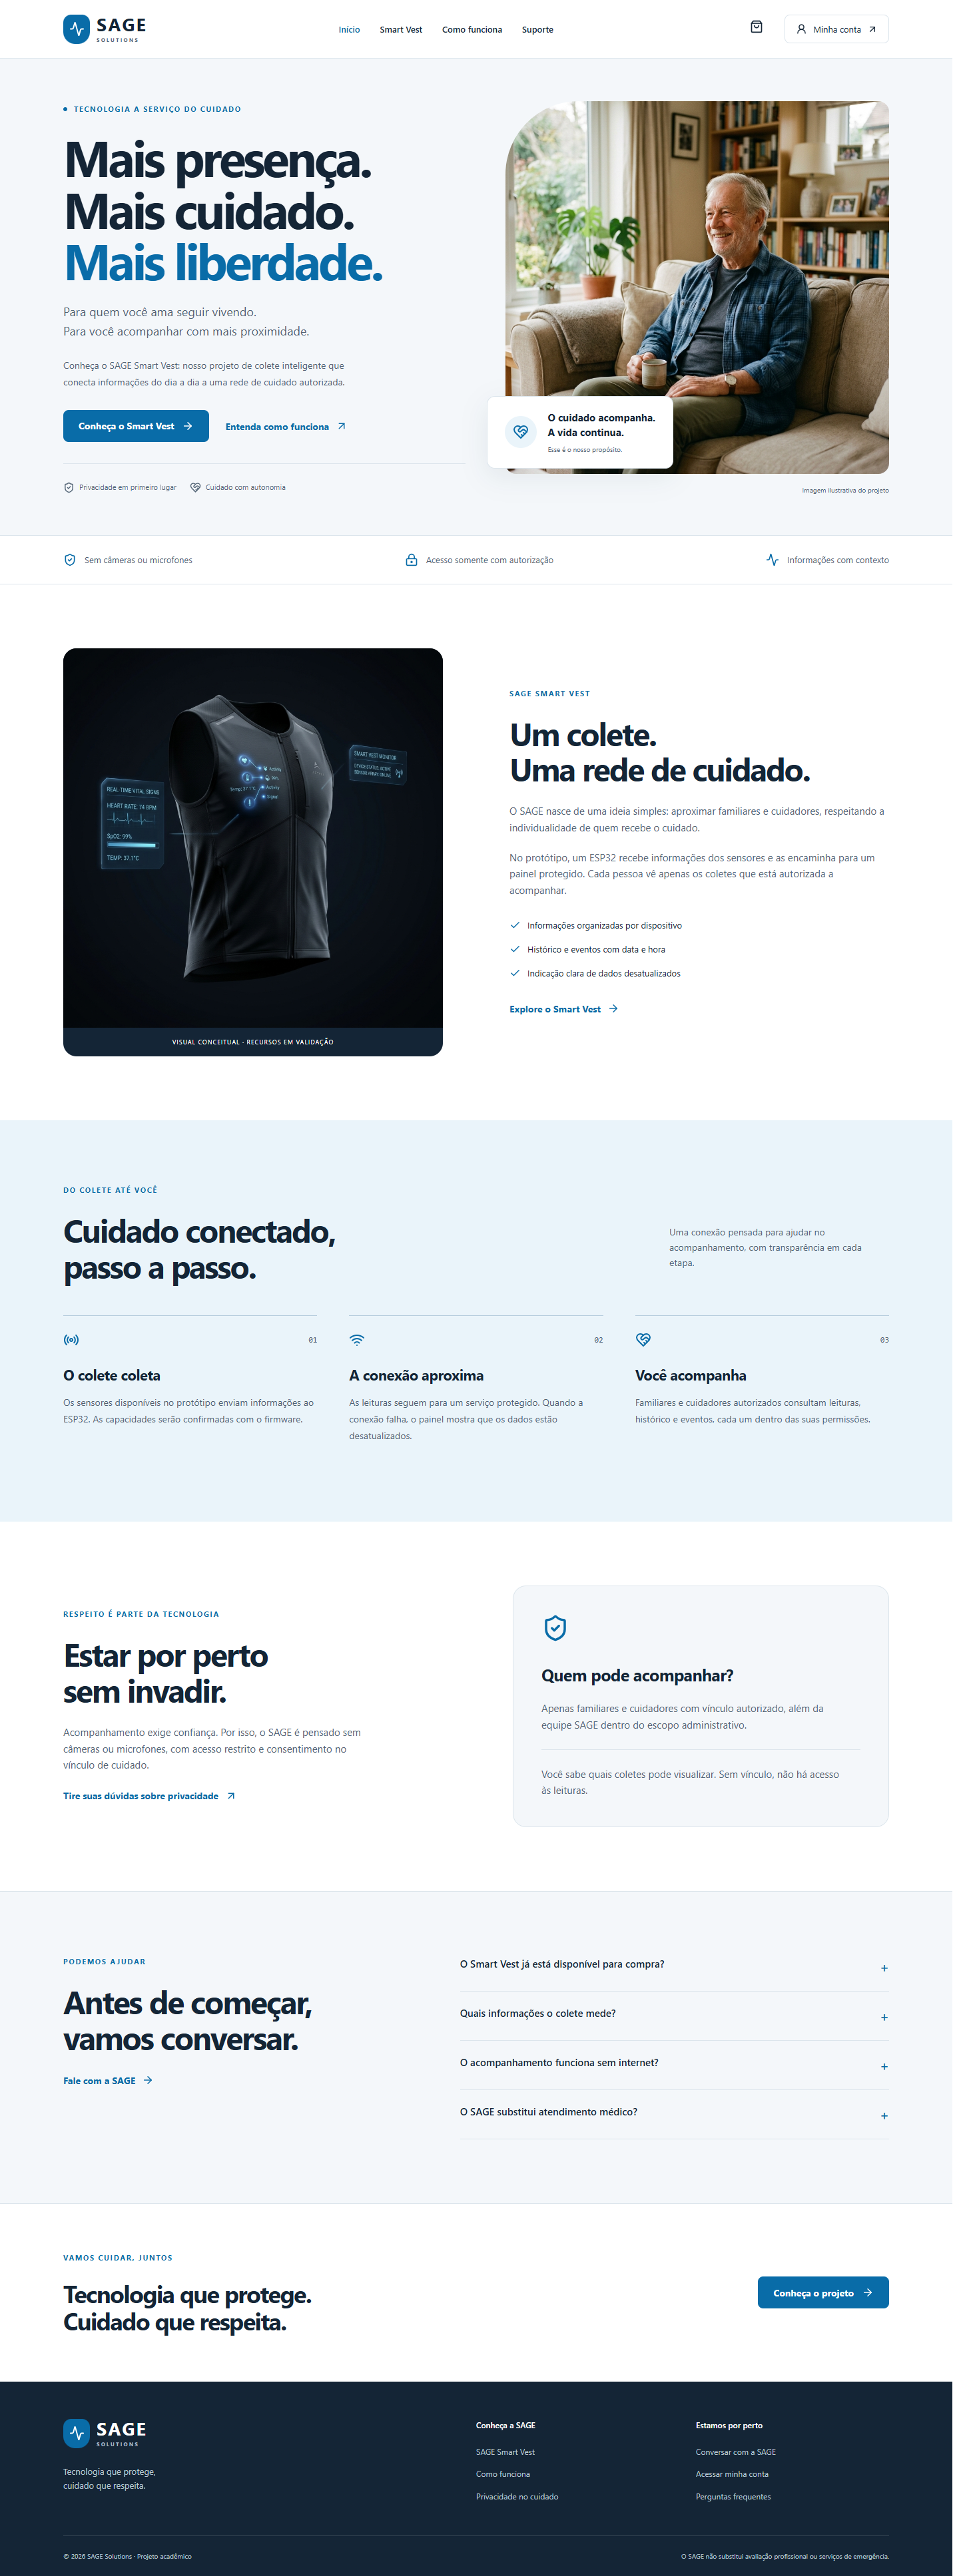 SAGE
SOLUTIONS
Início
Smart Vest
Como funciona
Suporte
Minha conta
TECNOLOGIA A SERVIÇO DO CUIDADO
Mais presença.
Mais cuidado.
Mais liberdade.
Para quem você ama seguir vivendo.
Para você acompanhar com mais proximidade.
Conheça o SAGE Smart Vest: nosso projeto de colete inteligente que
conecta informações do dia a dia a uma rede de cuidado autorizada.
Conheça o Smart Vest
Entenda como funciona
Privacidade em primeiro lugar
Cuidado com autonomia
O cuidado acompanha.
A vida continua.
Esse é o nosso propósito.
Imagem ilustrativa do projeto
Sem câmeras ou microfones
Acesso somente com autorização
Informações com contexto
REAL TIME VITAL SIGNS
HEART RATE: 74 BPM
SpO2: 99%
TEMP: 37.1°C
SMART VEST MONITOR
VISUAL CONCEITUAL · RECURSOS EM VALIDAÇÃO
SAGE SMART VEST
Um colete.
Uma rede de cuidado.
O SAGE nasce de uma ideia simples: aproximar familiares e cuidadores, respeitando a
individualidade de quem recebe o cuidado.
No protótipo, um ESP32 recebe informações dos sensores e as encaminha para um
painel protegido. Cada pessoa vê apenas os coletes que está autorizada a
acompanhar.
Informações organizadas por dispositivo
Histórico e eventos com data e hora
Indicação clara de dados desatualizados
Explore o Smart Vest
DO COLETE ATÉ VOCÊ
Cuidado conectado,
passo a passo.
Uma conexão pensada para ajudar no
acompanhamento, com transparência em cada
etapa.
01
O colete coleta
Os sensores disponíveis no protótipo enviam informações ao
ESP32. As capacidades serão confirmadas com o firmware.
02
A conexão aproxima
As leituras seguem para um serviço protegido. Quando a
conexão falha, o painel mostra que os dados estão
desatualizados.
03
Você acompanha
Familiares e cuidadores autorizados consultam leituras,
histórico e eventos, cada um dentro das suas permissões.
RESPEITO É PARTE DA TECNOLOGIA
Estar por perto
sem invadir.
Acompanhamento exige confiança. Por isso, o SAGE é pensado sem
câmeras ou microfones, com acesso restrito e consentimento no
vínculo de cuidado.
Tire suas dúvidas sobre privacidade
Quem pode acompanhar?
Apenas familiares e cuidadores com vínculo autorizado, além da
equipe SAGE dentro do escopo administrativo.
Você sabe quais coletes pode visualizar. Sem vínculo, não há acesso
às leituras.
PODEMOS AJUDAR
Antes de começar,
vamos conversar.
Fale com a SAGE
O Smart Vest já está disponível para compra?
+
Quais informações o colete mede?
+
O acompanhamento funciona sem internet?
+
O SAGE substitui atendimento médico?
+
VAMOS CUIDAR, JUNTOS
Tecnologia que protege.
Cuidado que respeita.
Conheça o projeto
SAGE
SOLUTIONS
Tecnologia que protege,
cuidado que respeita.
Conheça a SAGE
SAGE Smart Vest
Como funciona
Privacidade no cuidado
Estamos por perto
Conversar com a SAGE
Acessar minha conta
Perguntas frequentes
© 2026 SAGE Solutions · Projeto acadêmico
O SAGE não substitui avaliação profissional ou serviços de emergência.